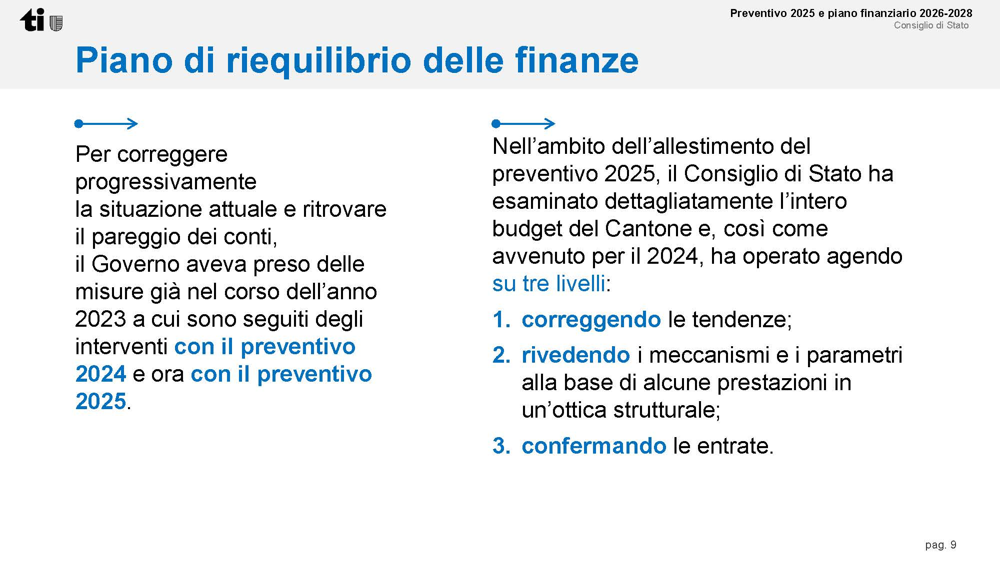 ti
Preventivo 2025 e piano finanziario 2026-2028
Consiglio di Stato
Piano di riequilibrio delle finanze
Per correggere
progressivamente
la situazione attuale e ritrovare
il pareggio dei conti,
il Governo aveva preso delle
misure già nel corso dell’anno
2023 a cui sono seguiti degli
interventi con il preventivo
2024 e ora con il preventivo
2025.
Nell’ambito dell’allestimento del
preventivo 2025, il Consiglio di Stato ha
esaminato dettagliatamente l’intero
budget del Cantone e, così come
avvenuto per il 2024, ha operato agendo
su tre livelli:
1. correggendo le tendenze;
2. rivedendo i meccanismi e i parametri
alla base di alcune prestazioni in
un’ottica strutturale;
3. confermando le entrate.
pag. 9